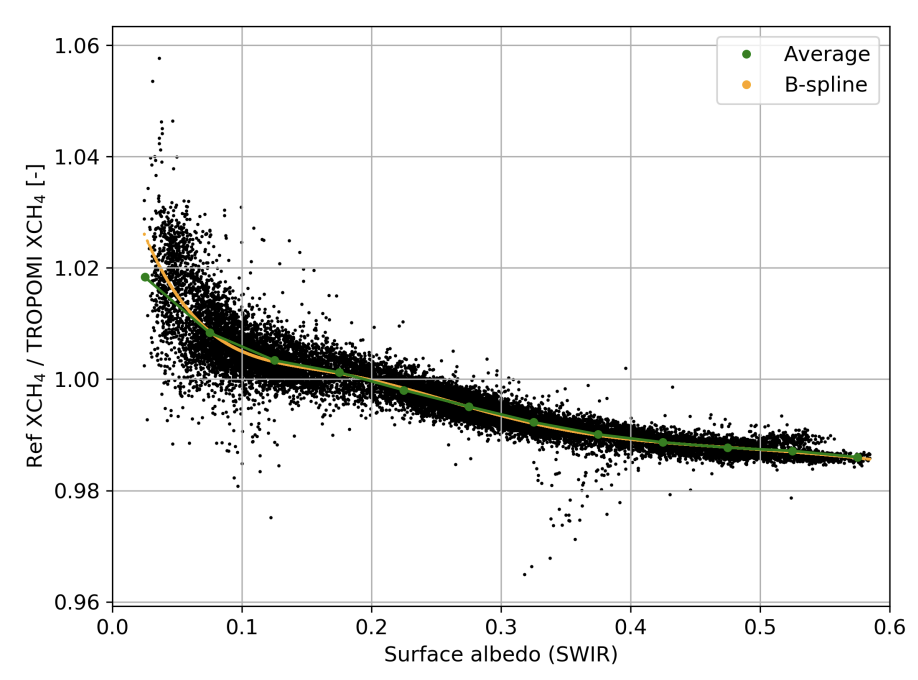 1.06
1.04
1.02
1.00
0.98
0.96
0.0 0.1 0.2 0.3 0.4 0.5 0.6
Ref XCH₄ / TROPOMI XCH₄ [-]
Surface albedo (SWIR)
Average
B-spline